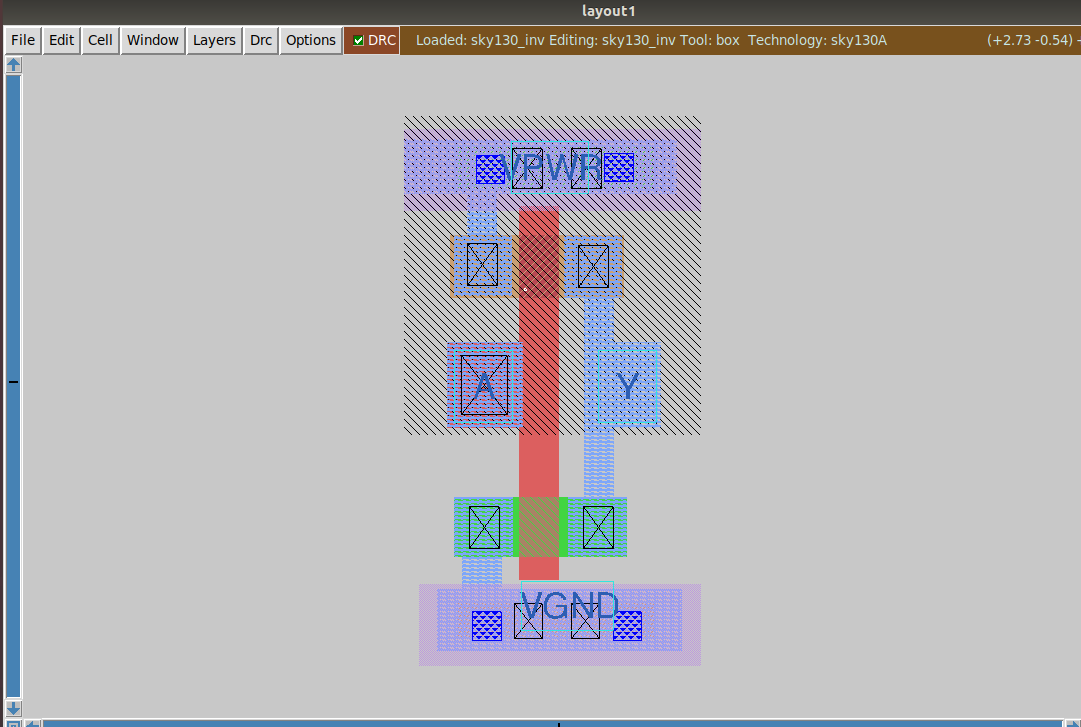 layout1
File Edit Cell Window Layers Drc Options DRC Loaded: sky130_inv Editing: sky130_inv Tool: box Technology: sky130A (+2.73 -0.54)
VPWR
A Y
VGND